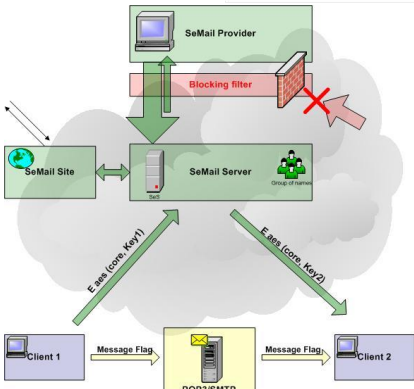 SeMail Provider
Blocking filter
SeMail Site
SeMail Server
SeS
Group of names
E aes (core, Key1)
E aes (core, Key2)
Client 1
Message Flag
Message Flag
Client 2
POP3/SMTP